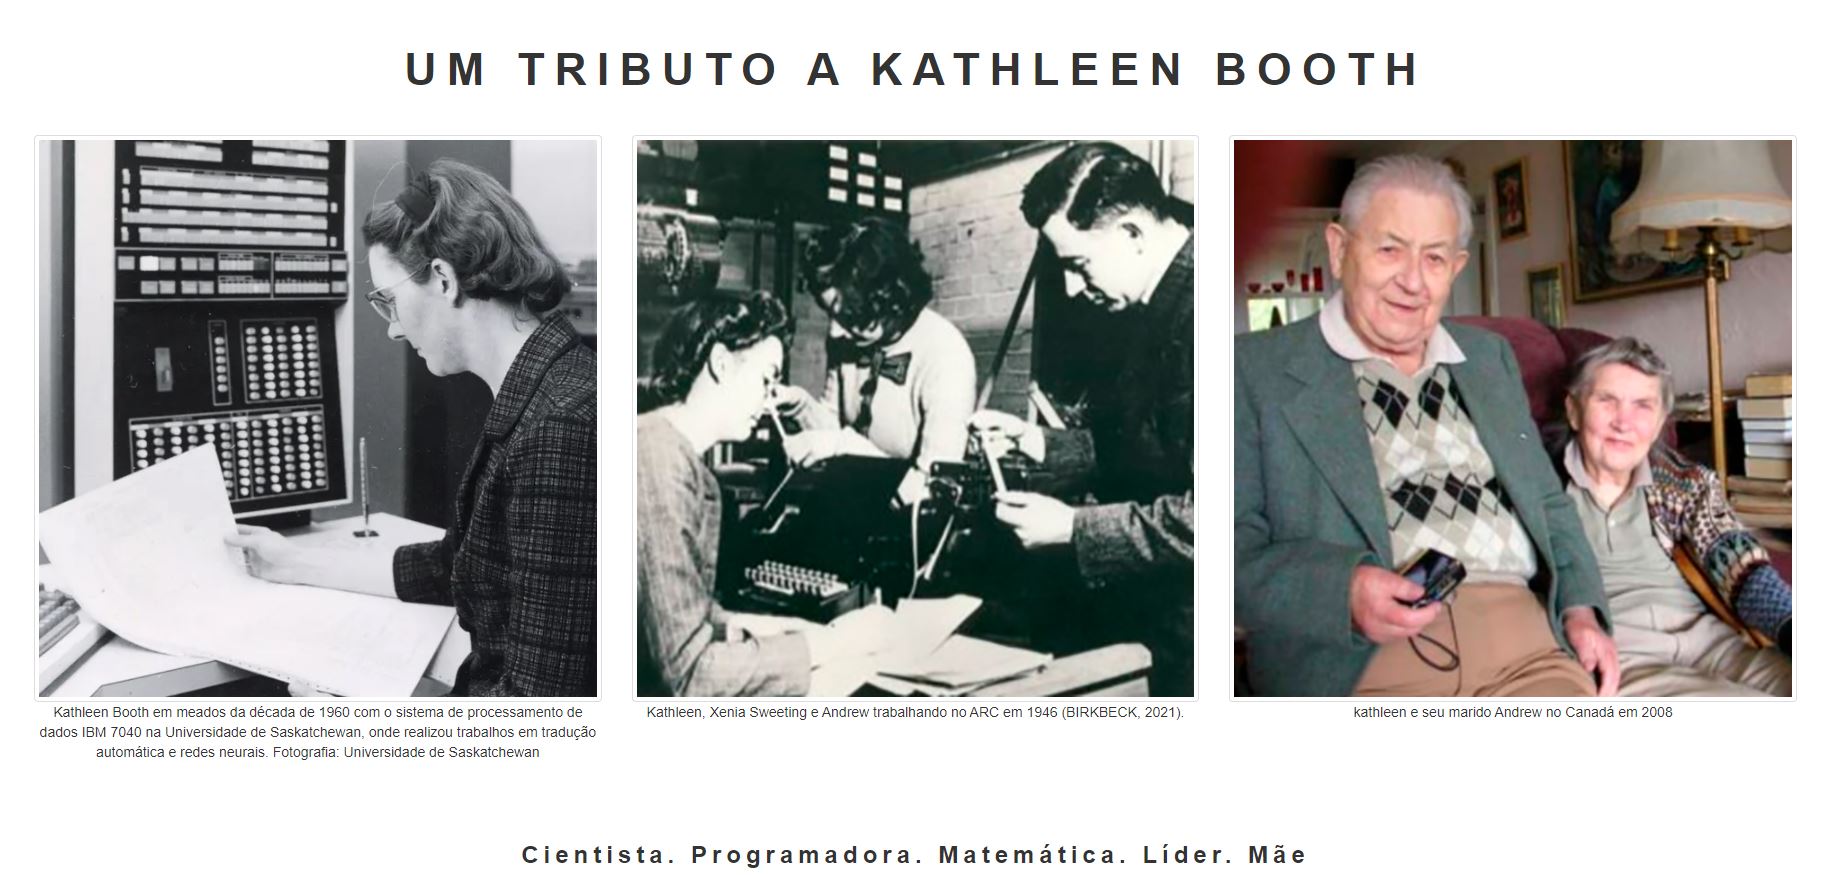 UM TRIBUTO A KATHLEEN BOOTH
Kathleen Booth em meados da década de 1960 com o sistema de processamento de
dados IBM 7040 na Universidade de Saskatchewan, onde realizou trabalhos em tradução
automática e redes neurais. Fotografia: Universidade de Saskatchewan
Kathleen, Xenia Sweeting e Andrew trabalhando no ARC em 1946 (BIRKBECK, 2021).
kathleen e seu marido Andrew no Canadá em 2008
Cientista. Programadora. Matemática. Líder. Mãe